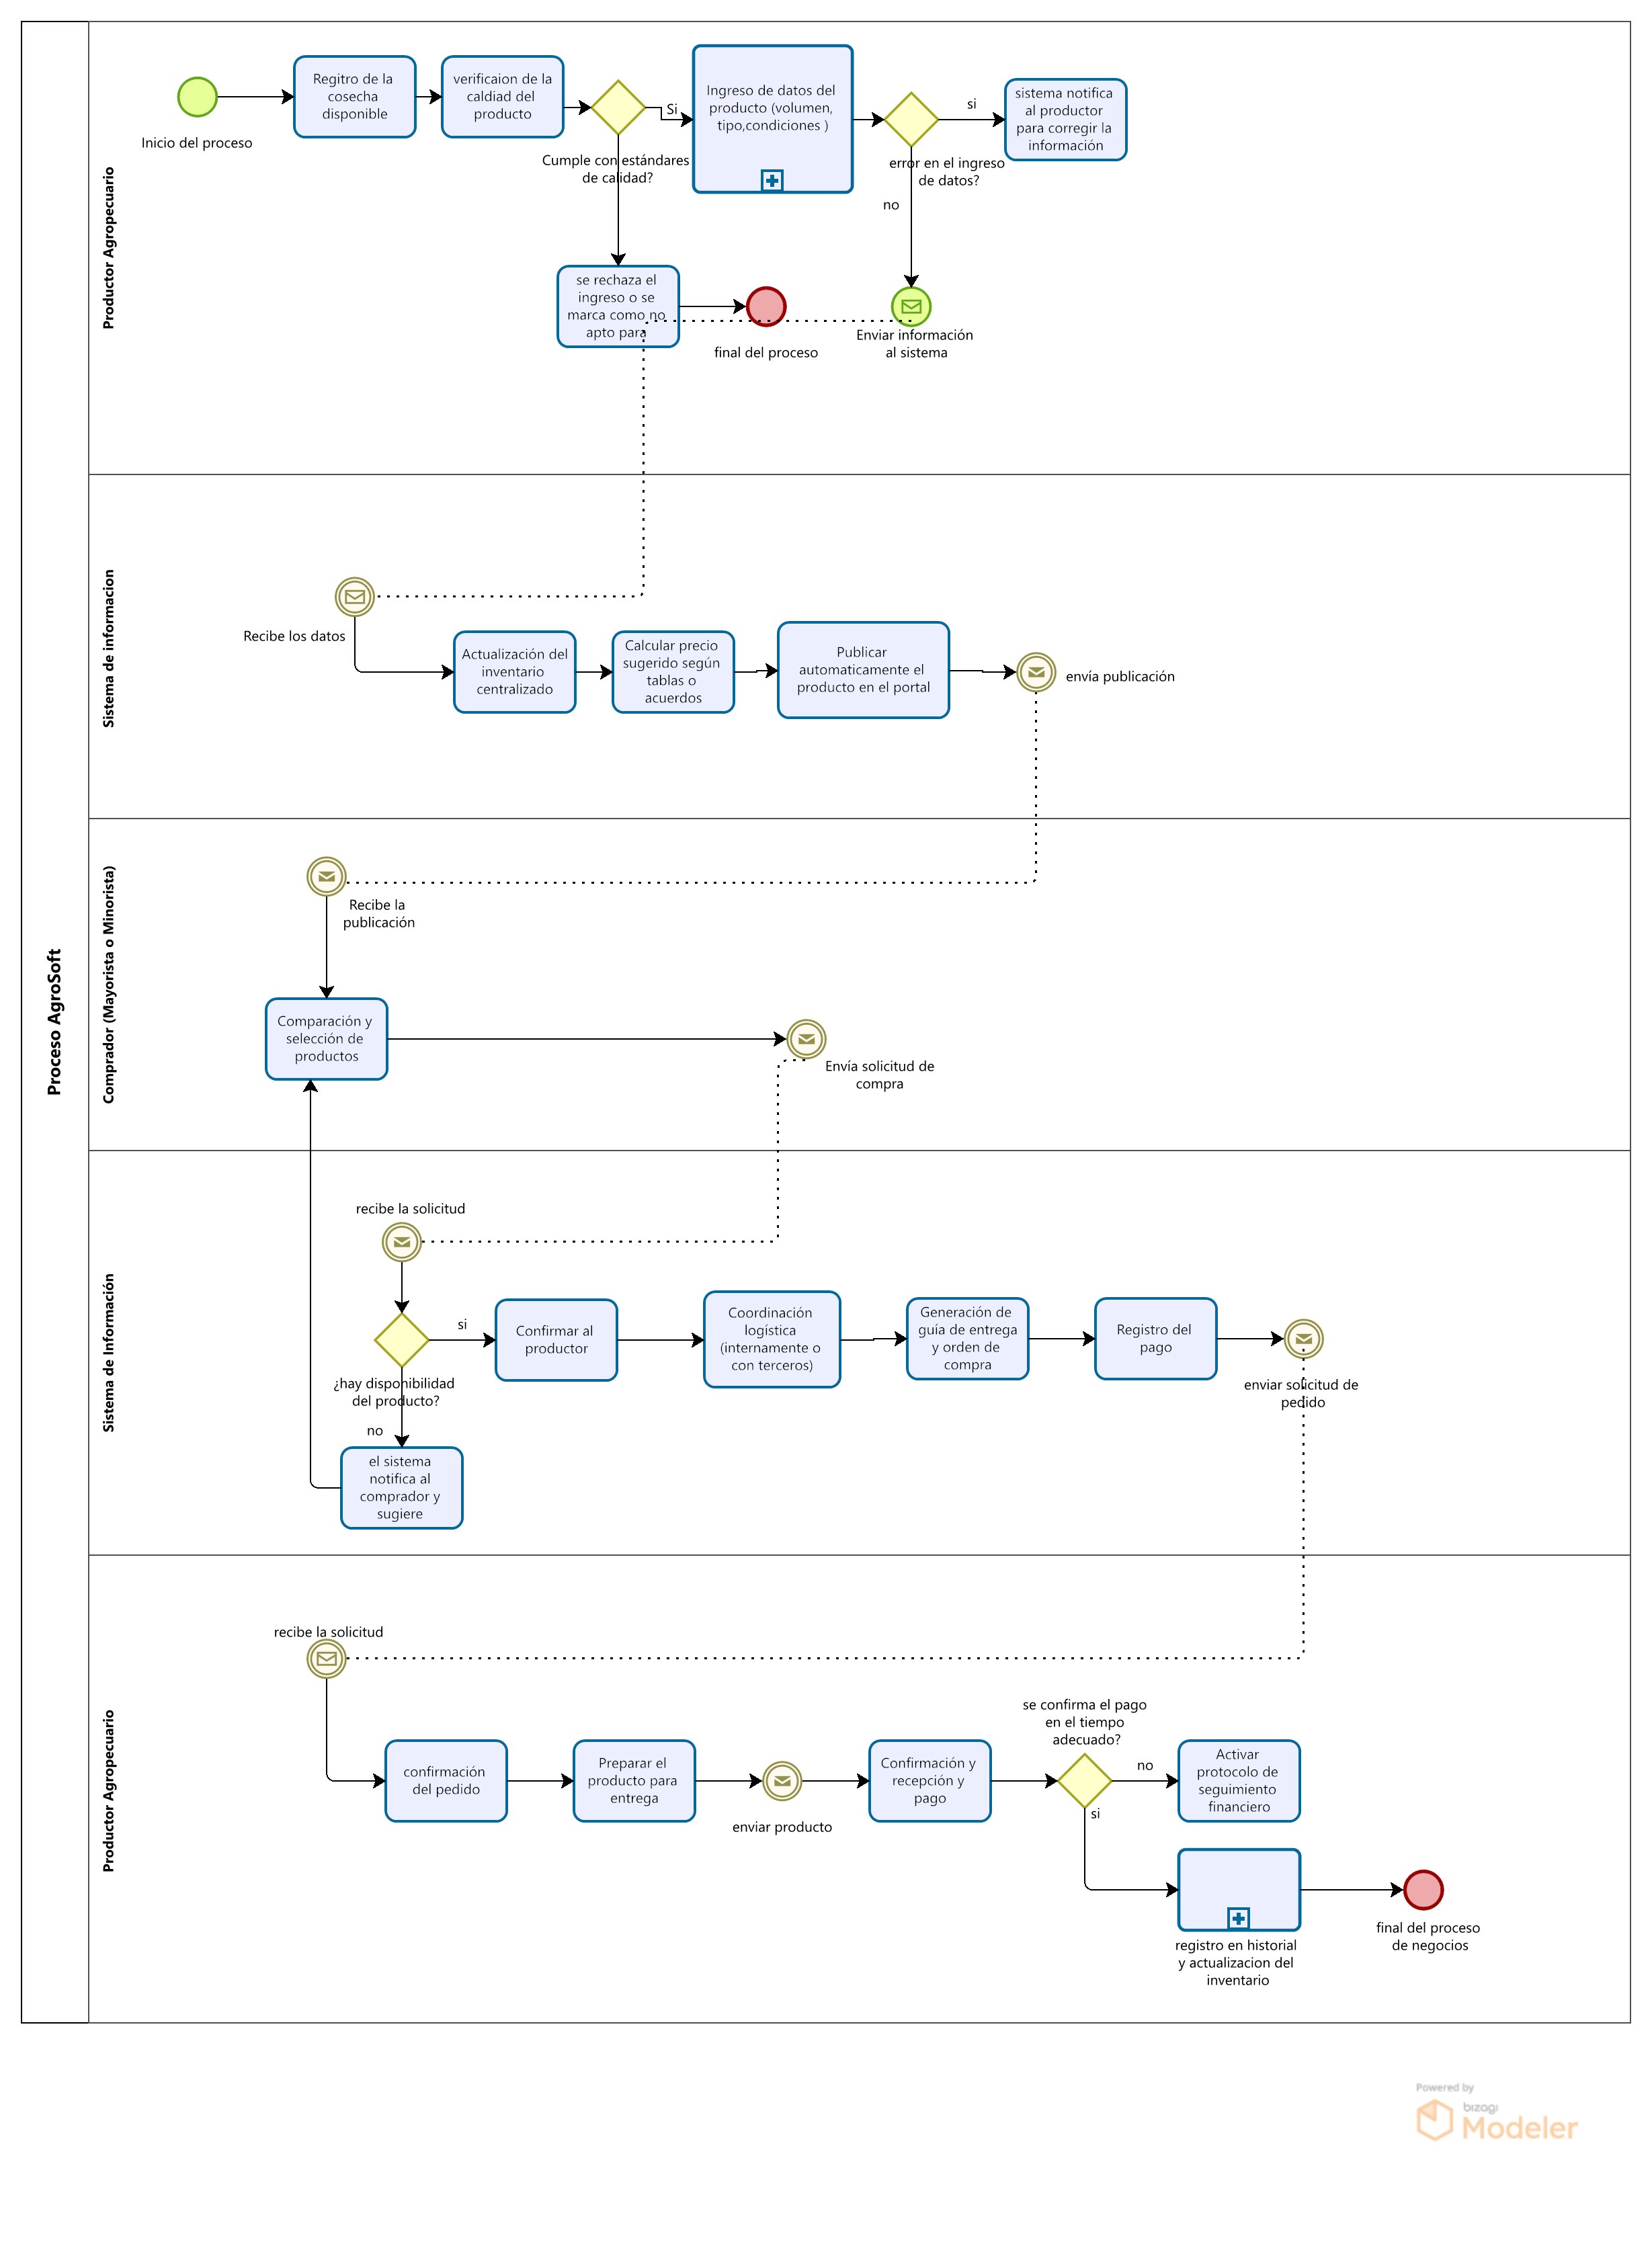 Proceso AgroSoft
Productor Agropecuario
Inicio del proceso
Regitro de la
cosecha
disponible
verificaion de la
caldiad del
producto
Cumple con estándares
de calidad?
Si
Ingreso de datos del
producto (volumen,
tipo,condiciones )
error en el ingreso
de datos?
si
no
sistema notifica
al productor
para corregir la
información
se rechaza el
ingreso o se
marca como no
apto para
final del proceso
Enviar información
al sistema
Sistema de informacion
Recibe los datos
Actualización del
inventario
centralizado
Calcular precio
sugerido según
tablas o
acuerdos
Publicar
automaticamente el
producto en el portal
envía publicación
Comprador (Mayorista o Minorista)
Recibe la
publicación
Comparación y
selección de
productos
Envía solicitud de
compra
Sistema de Información
recibe la solicitud
¿hay disponibilidad
del producto?
si
no
Confirmar al
productor
Coordinación
logística
(internamente o
con terceros)
Generación de
guía de entrega
y orden de
compra
Registro del
pago
enviar solicitud de
pedido
el sistema
notifica al
comprador y
sugiere
Productor Agropecuario
recibe la solicitud
confirmación
del pedido
Preparar el
producto para
entrega
enviar producto
Confirmación y
recepción y
pago
se confirma el pago
en el tiempo
adecuado?
no
si
Activar
protocolo de
seguimiento
financiero
registro en historial
y actualizacion del
inventario
final del proceso
de negocios
Powered by
bizagi
Modeler